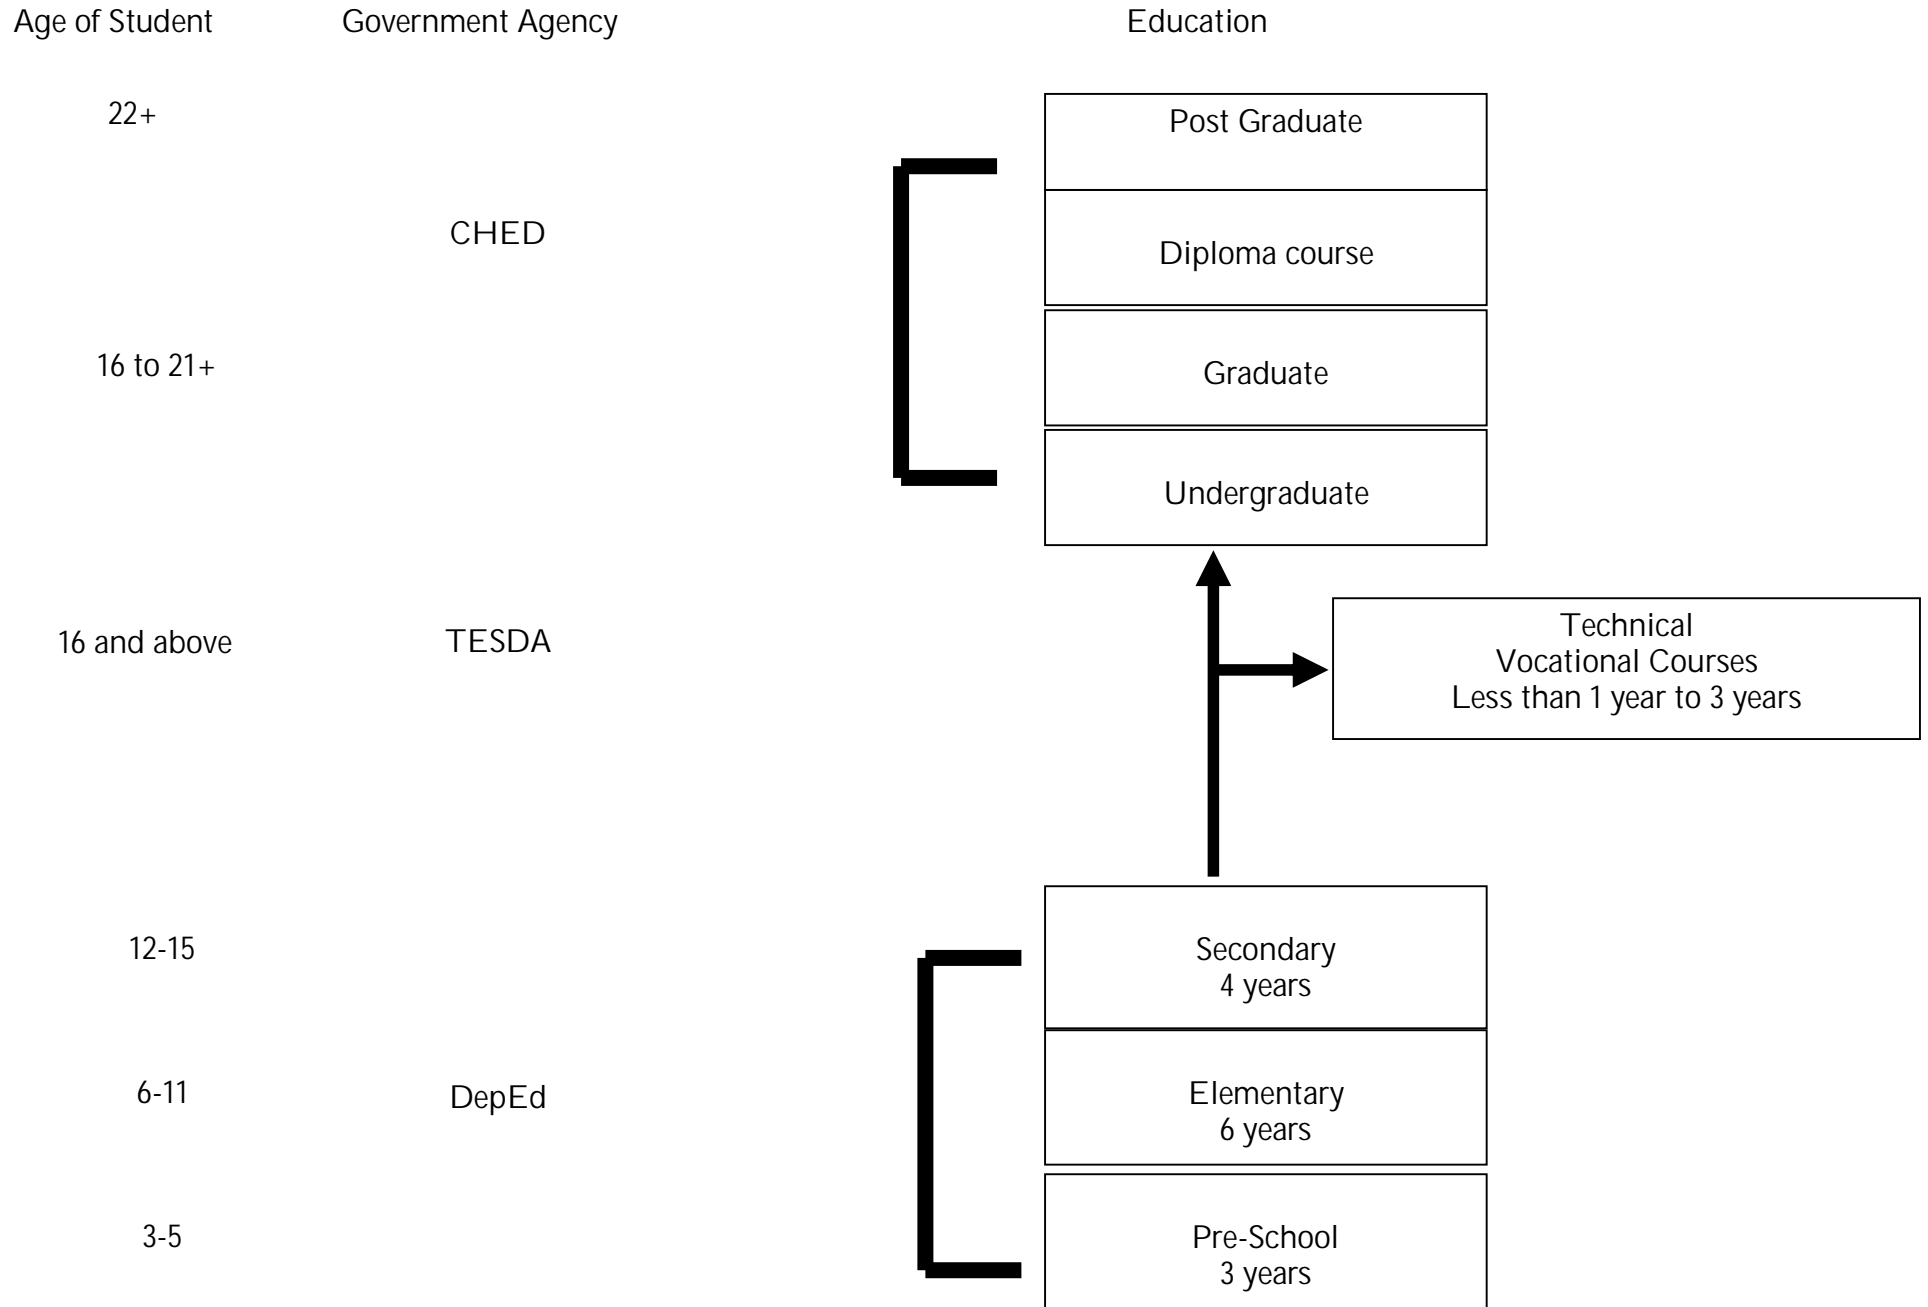 Age of Student Government Agency Education
22+ Post Graduate
CHED Diploma course
16 to 21+ Graduate
Undergraduate
16 and above TESDA
Technical
Vocational Courses
Less than 1 year to 3 years
12-15 Secondary
4 years
6-11 DepEd Elementary
6 years
3-5 Pre-School
3 years